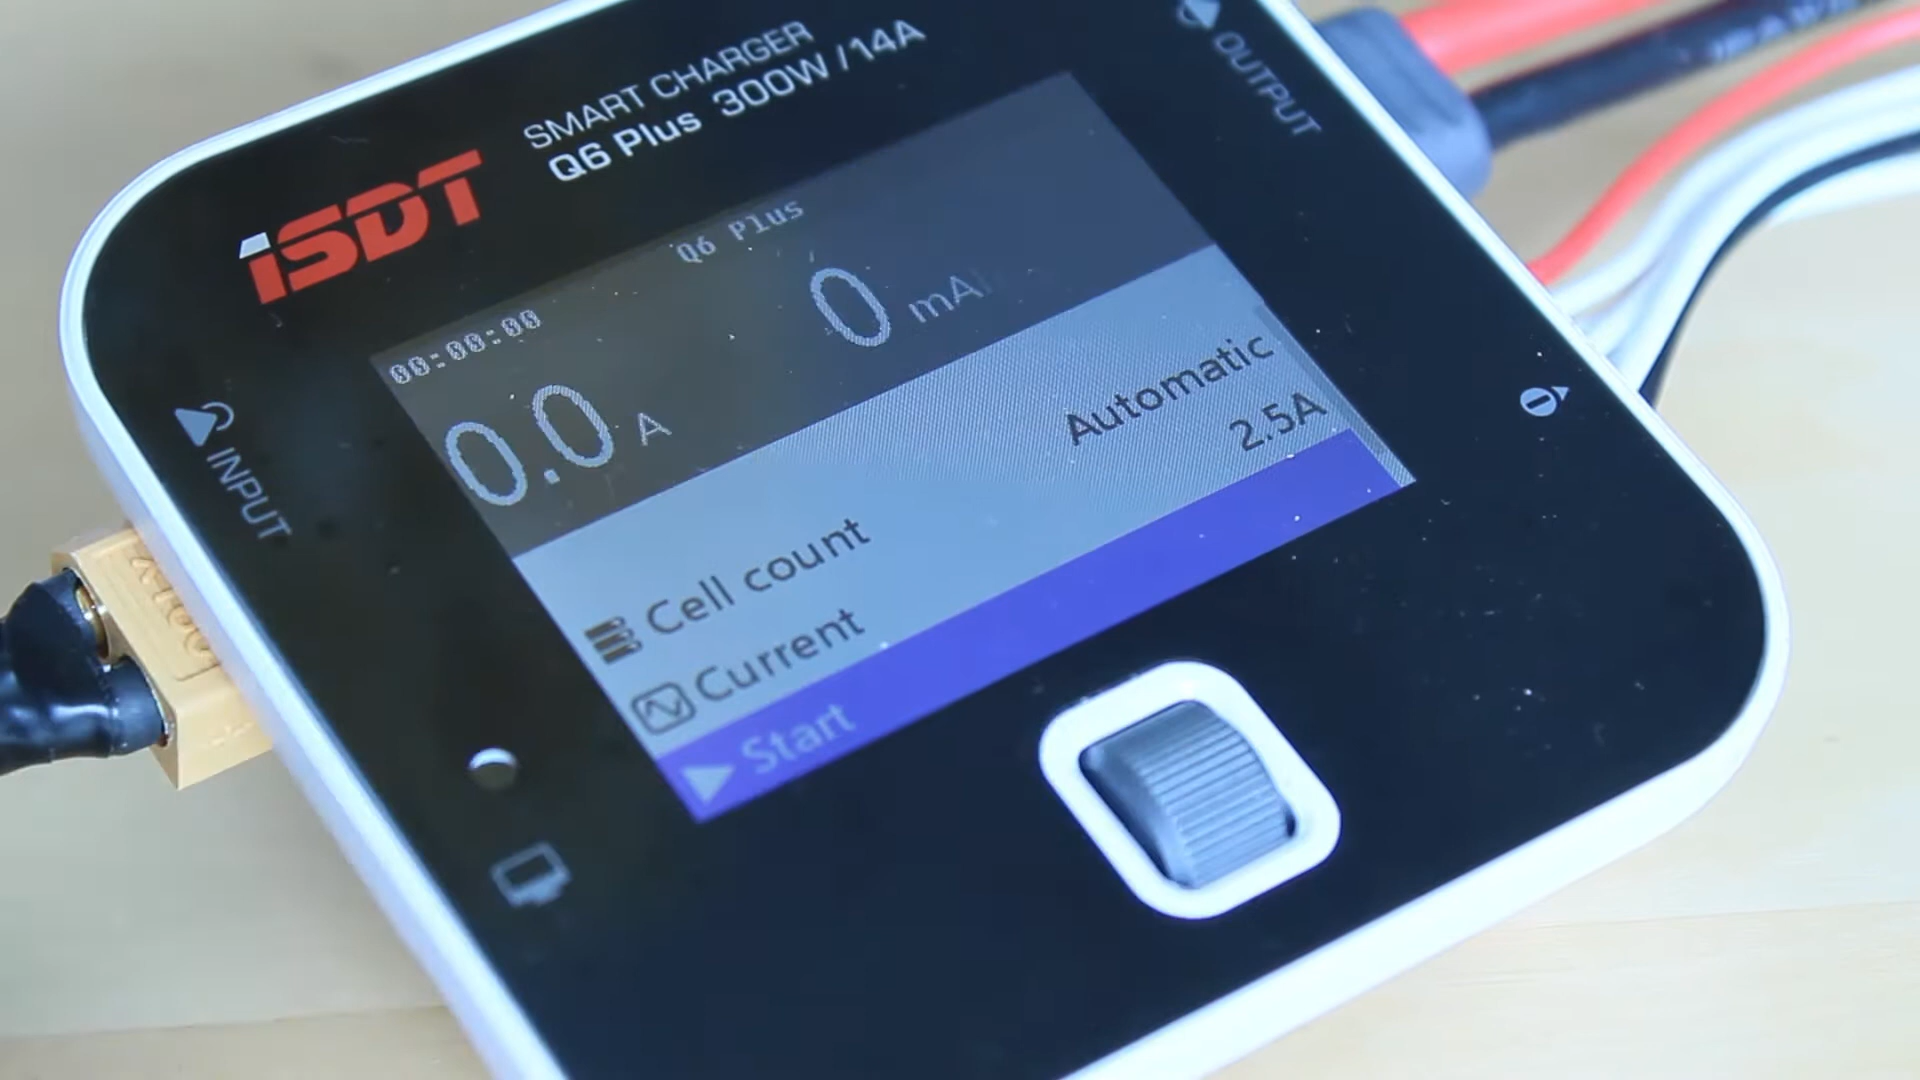 SMART CHARGER
Q6 Plus 300W/14A
iSDT
OUTPUT
INPUT
Q6 Plus
00:00:00
0 mAh
0.0 A
Cell count Automatic
Current 2.5A
Start